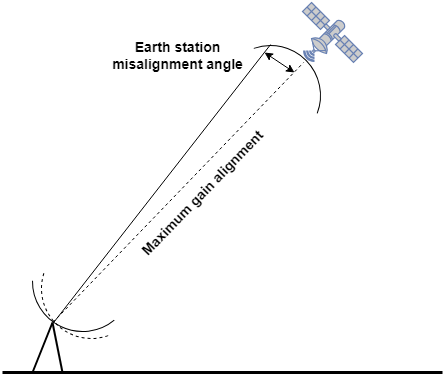 Earth station
misalignment angle
Maximum gain alignment